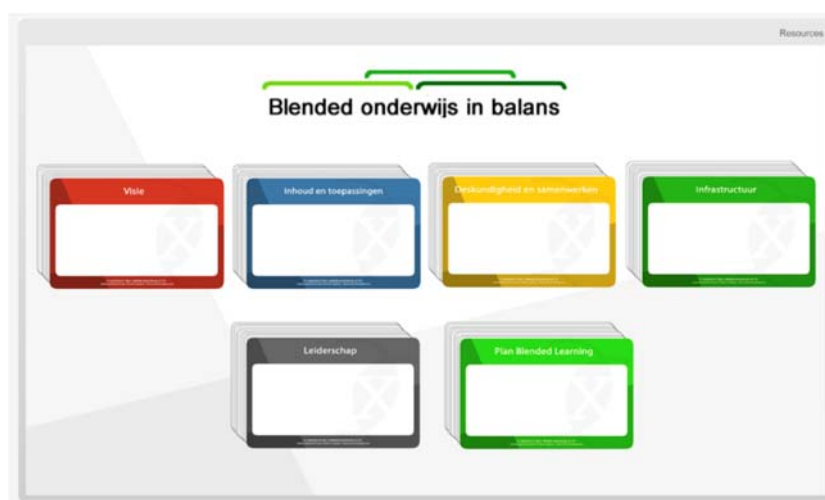 Resources
Blended onderwijs in balans
Visie
Inhoud en toepassingen
Deskundigheid en samenwerken
Infrastructuur
Leiderschap
Plan Blended Learning